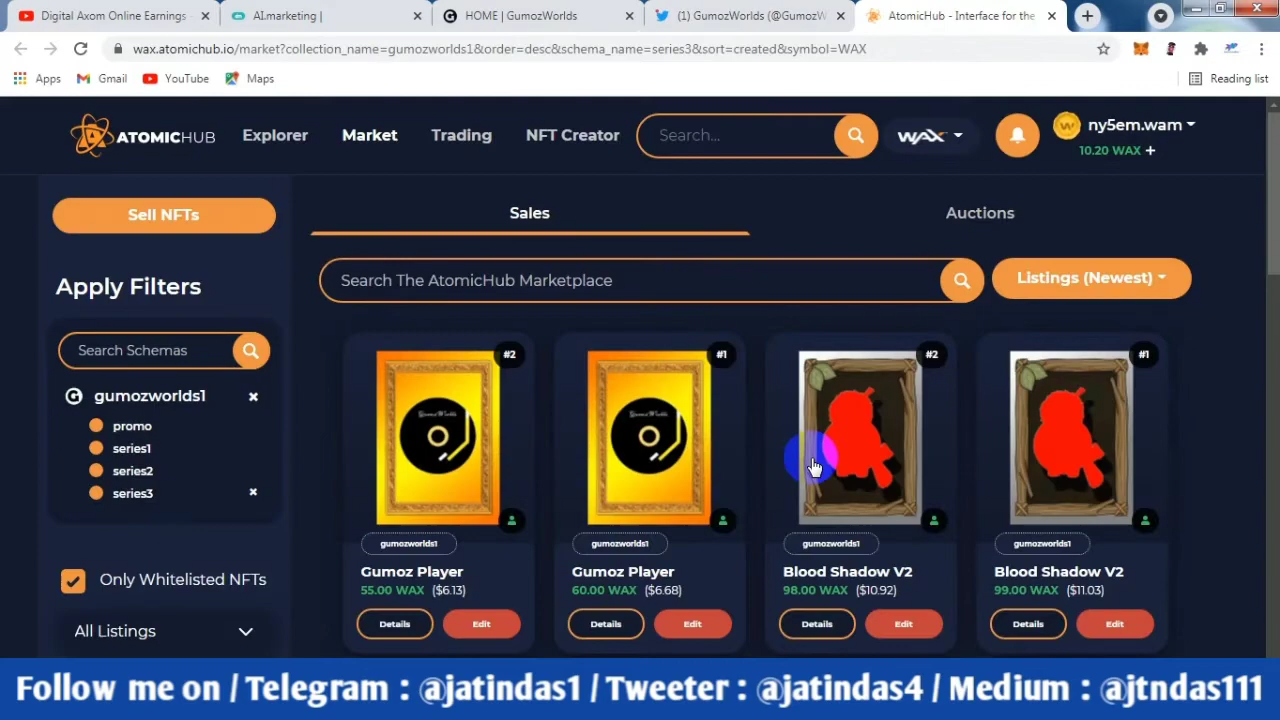 Digital Axom Online Earnings
AI.marketing |
HOME | GumozWorlds
(1) GumozWorlds (@GumozW
AtomicHub - Interface for the
wax.atomichub.io/market?collection_name=gumozworlds1&order=desc&schema_name=series3&sort=created&symbol=WAX
Apps
Gmail
YouTube
Maps
Reading list
ATOMICHUB
Explorer
Market
Trading
NFT Creator
Search...
WAX
ny5em.wam
10.20 WAX +
Sell NFTs
Sales
Auctions
Search The AtomicHub Marketplace
Listings (Newest)
Apply Filters
Search Schemas
gumozworlds1
promo
series1
series2
series3
Only Whitelisted NFTs
All Listings
#2
#1
#2
#1
gumozworlds1
gumozworlds1
gumozworlds1
gumozworlds1
Gumoz Player
Gumoz Player
Blood Shadow V2
Blood Shadow V2
55.00 WAX ($6.13)
60.00 WAX ($6.68)
98.00 WAX ($10.92)
99.00 WAX ($11.03)
Details
Edit
Details
Edit
Details
Edit
Details
Edit
Follow me on / Telegram : @jatindas1 / Tweeter : @jatindas4 / Medium : @jtndas111